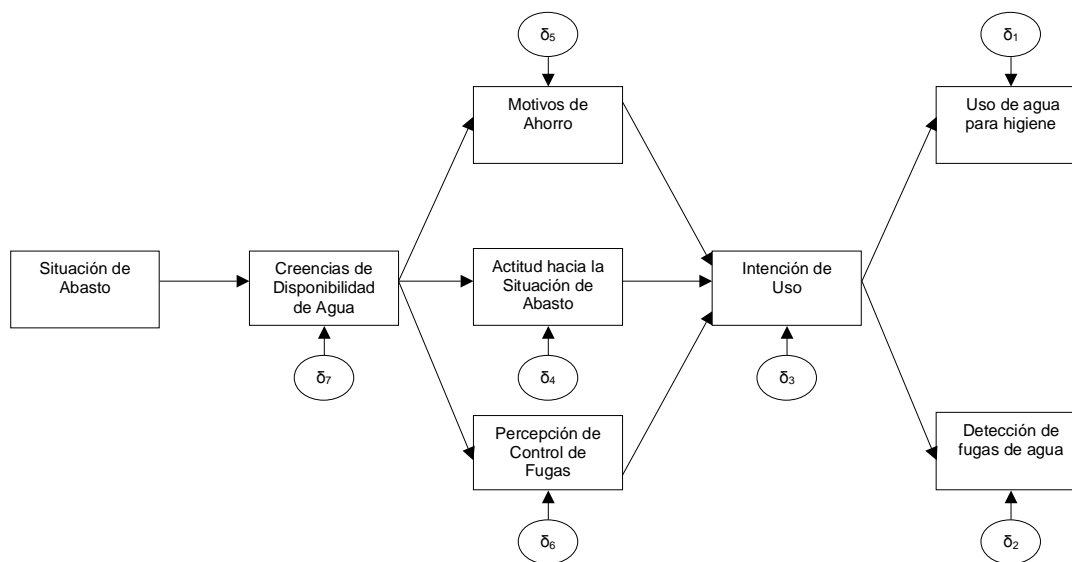 δ₅
δ₁
Motivos de
Ahorro
Uso de agua
para higiene
Situación de
Abasto
Creencias de
Disponibilidad
de Agua
Actitud hacia la
Situación de
Abasto
Intención de
Uso
δ₇
δ₄
δ₃
Percepción de
Control de
Fugas
Detección de
fugas de agua
δ₆
δ₂